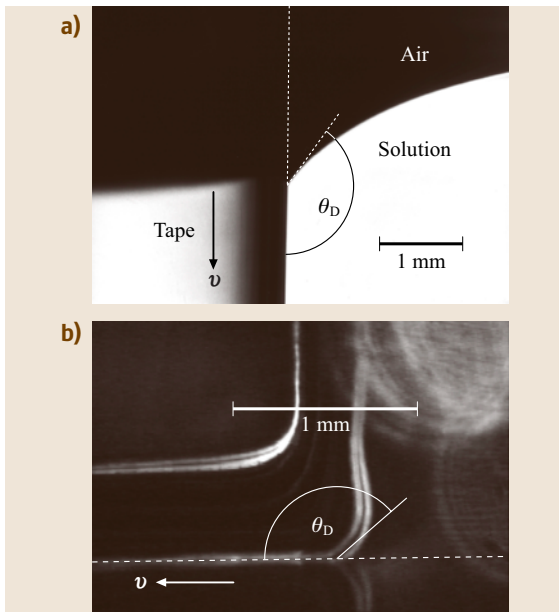 a)
Air
Solution
θD
Tape
υ
1 mm
b)
1 mm
θD
υ